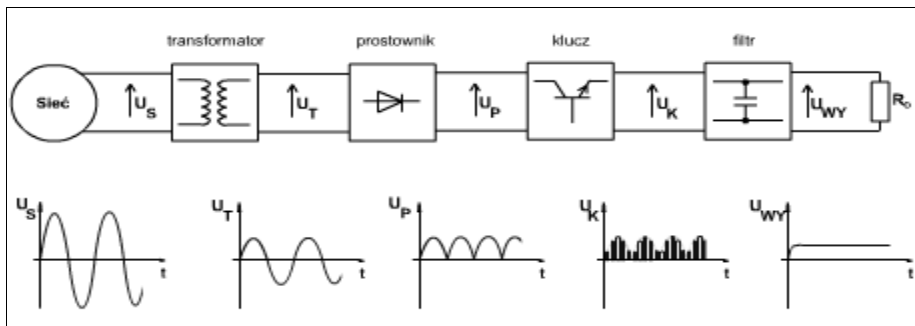 transformator prostownik klucz filtr
Sieć U_S U_T U_P U_K U_WY R_O
U_S U_T U_P U_K U_WY
t t t t t